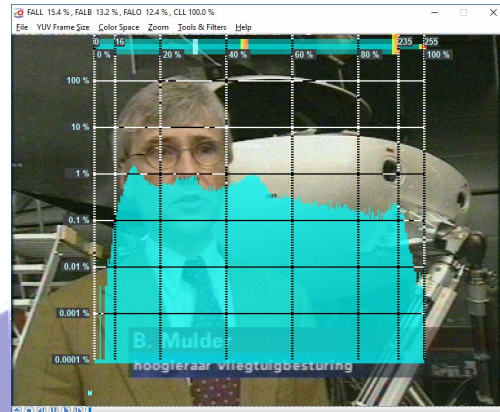 FALL 15.4 % , FALB 13.2 % , FALO 12.4 % , CLL 100.0 %
File YUV Frame Size Color Space Zoom Tools & Filters Help
0 16 235 255
0 % 20 % 40 % 60 % 80 % 100 %
100 %
10 %
1 %
0.1 %
0.01 %
0.001 %
0.0001 %
B. Mulder
hoogleraar vliegtuigbesturing